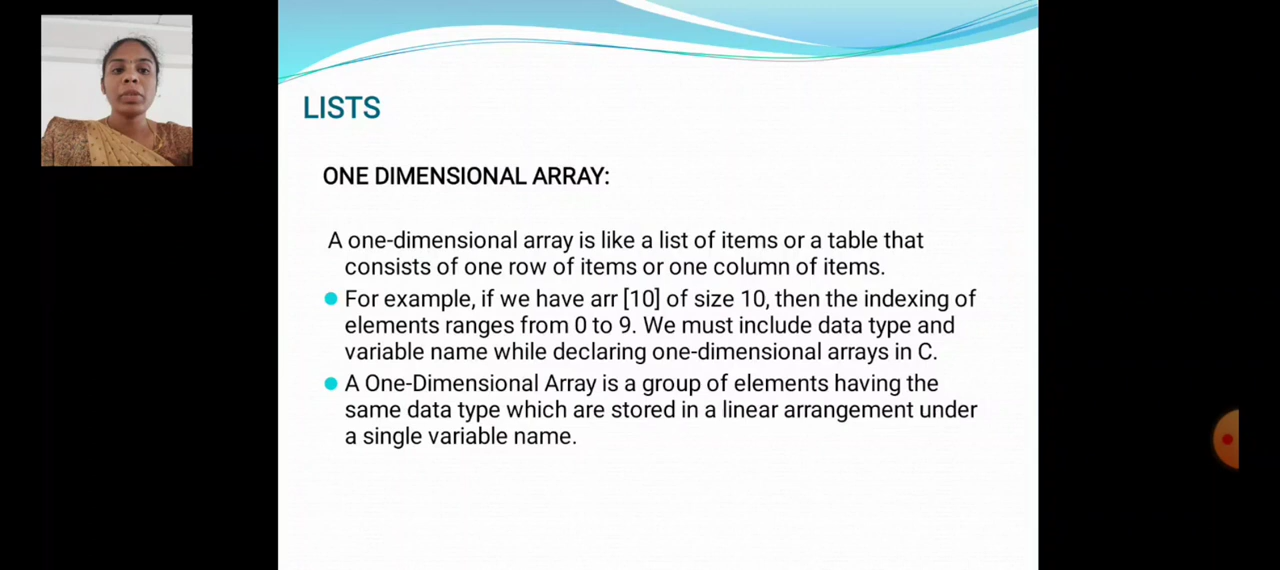 LISTS
ONE DIMENSIONAL ARRAY:
A one-dimensional array is like a list of items or a table that
consists of one row of items or one column of items.
For example, if we have arr [10] of size 10, then the indexing of
elements ranges from 0 to 9. We must include data type and
variable name while declaring one-dimensional arrays in C.
A One-Dimensional Array is a group of elements having the
same data type which are stored in a linear arrangement under
a single variable name.